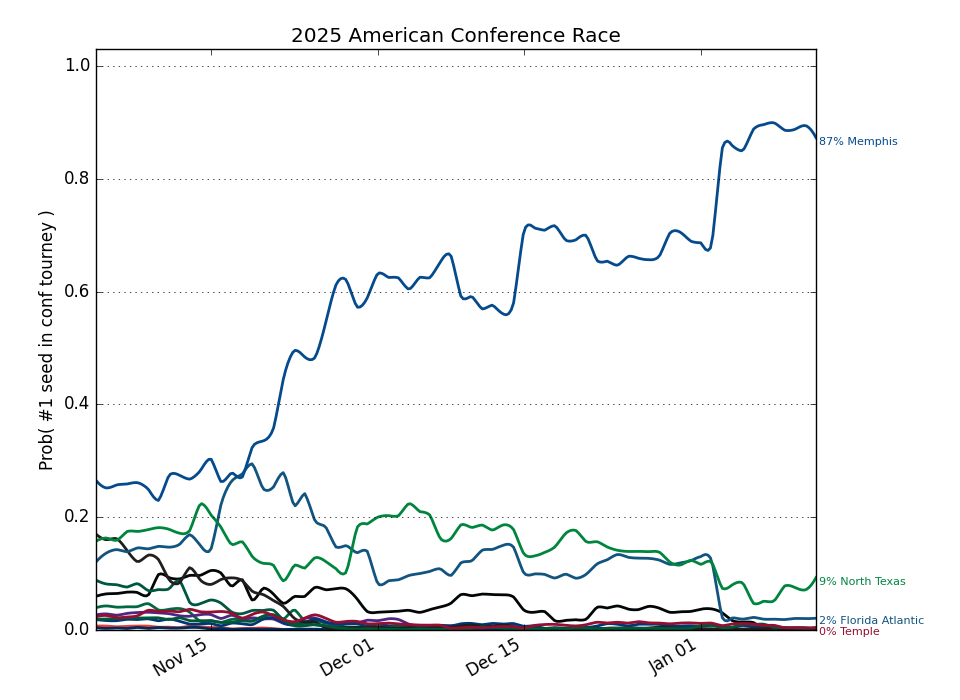 2025 American Conference Race
Prob( #1 seed in conf tourney )
1.0
0.8
0.6
0.4
0.2
0.0
87% Memphis
9% North Texas
2% Florida Atlantic
0% Temple
Nov 15
Dec 01
Dec 15
Jan 01